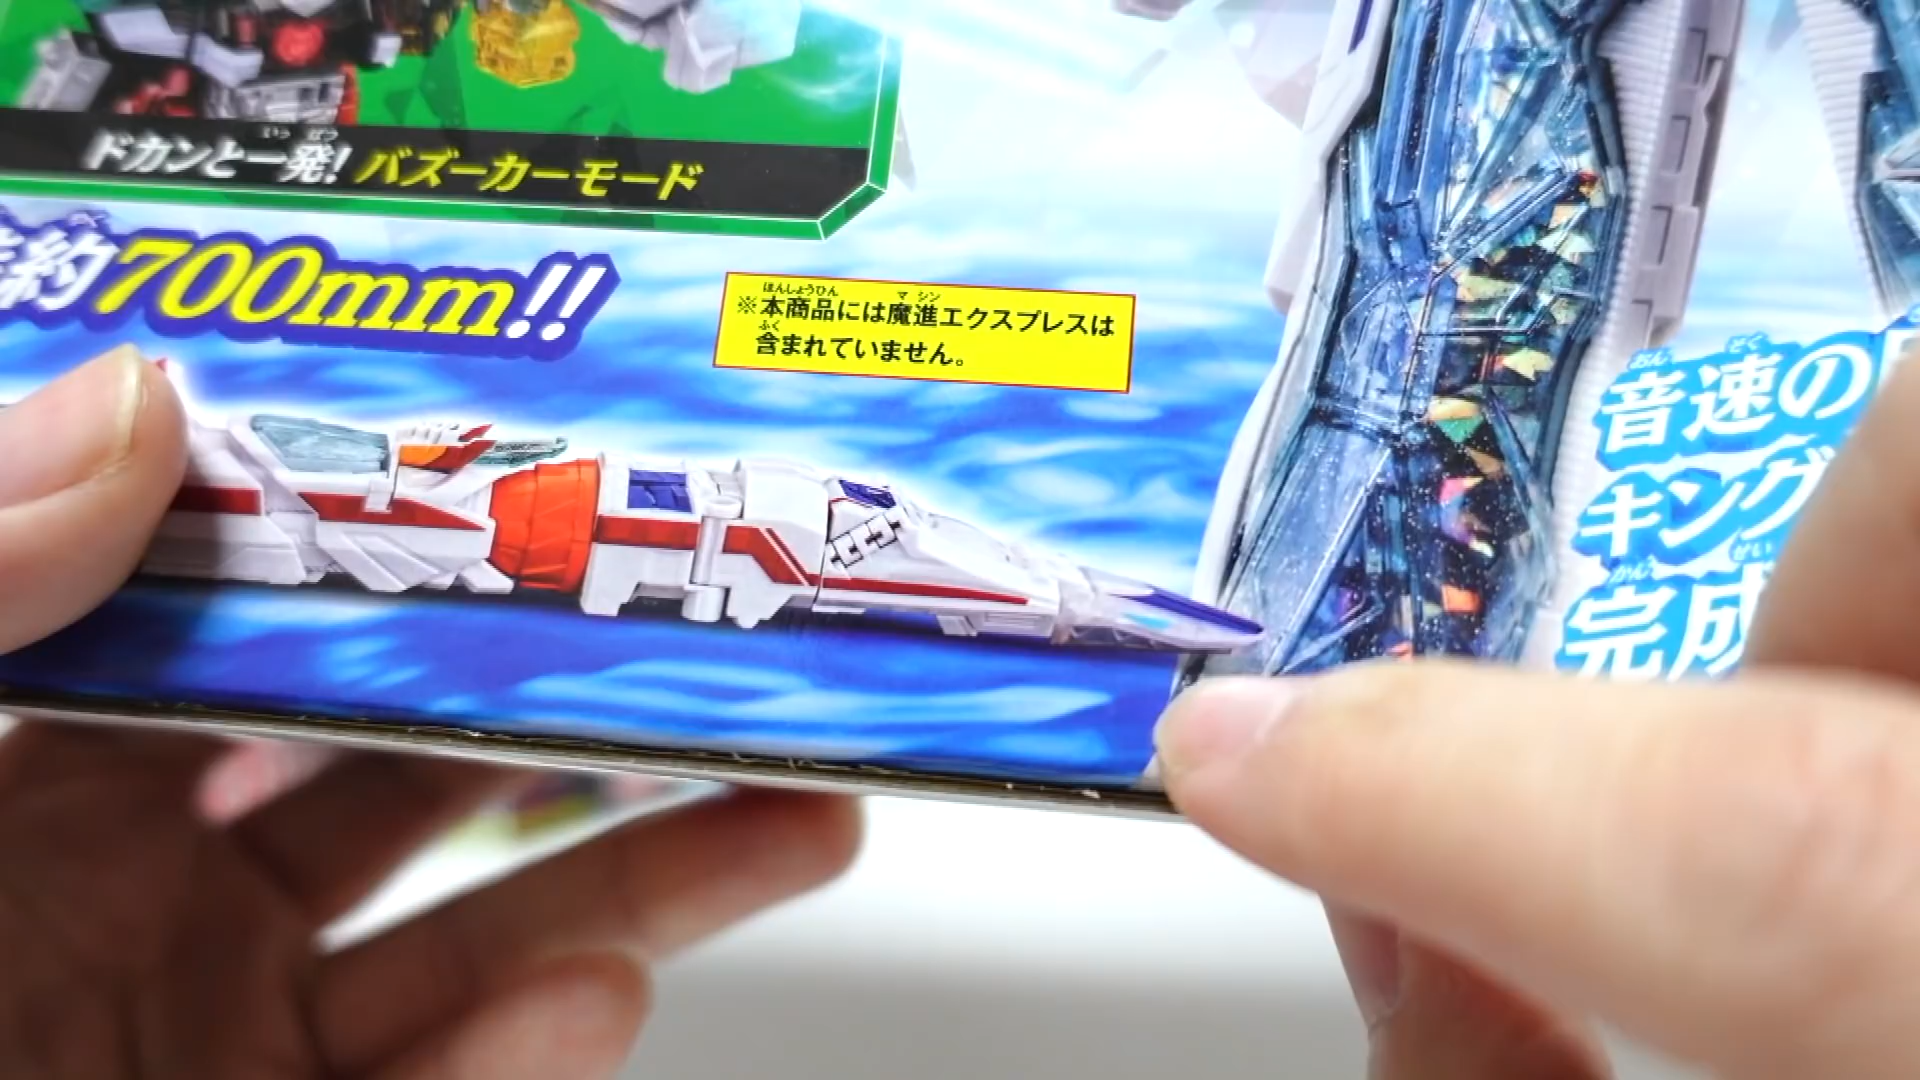 ドカンと一発! バズーカーモード
約700mm!!
※本商品には魔進エクスプレスは
含まれていません。
音速の
キング
完成